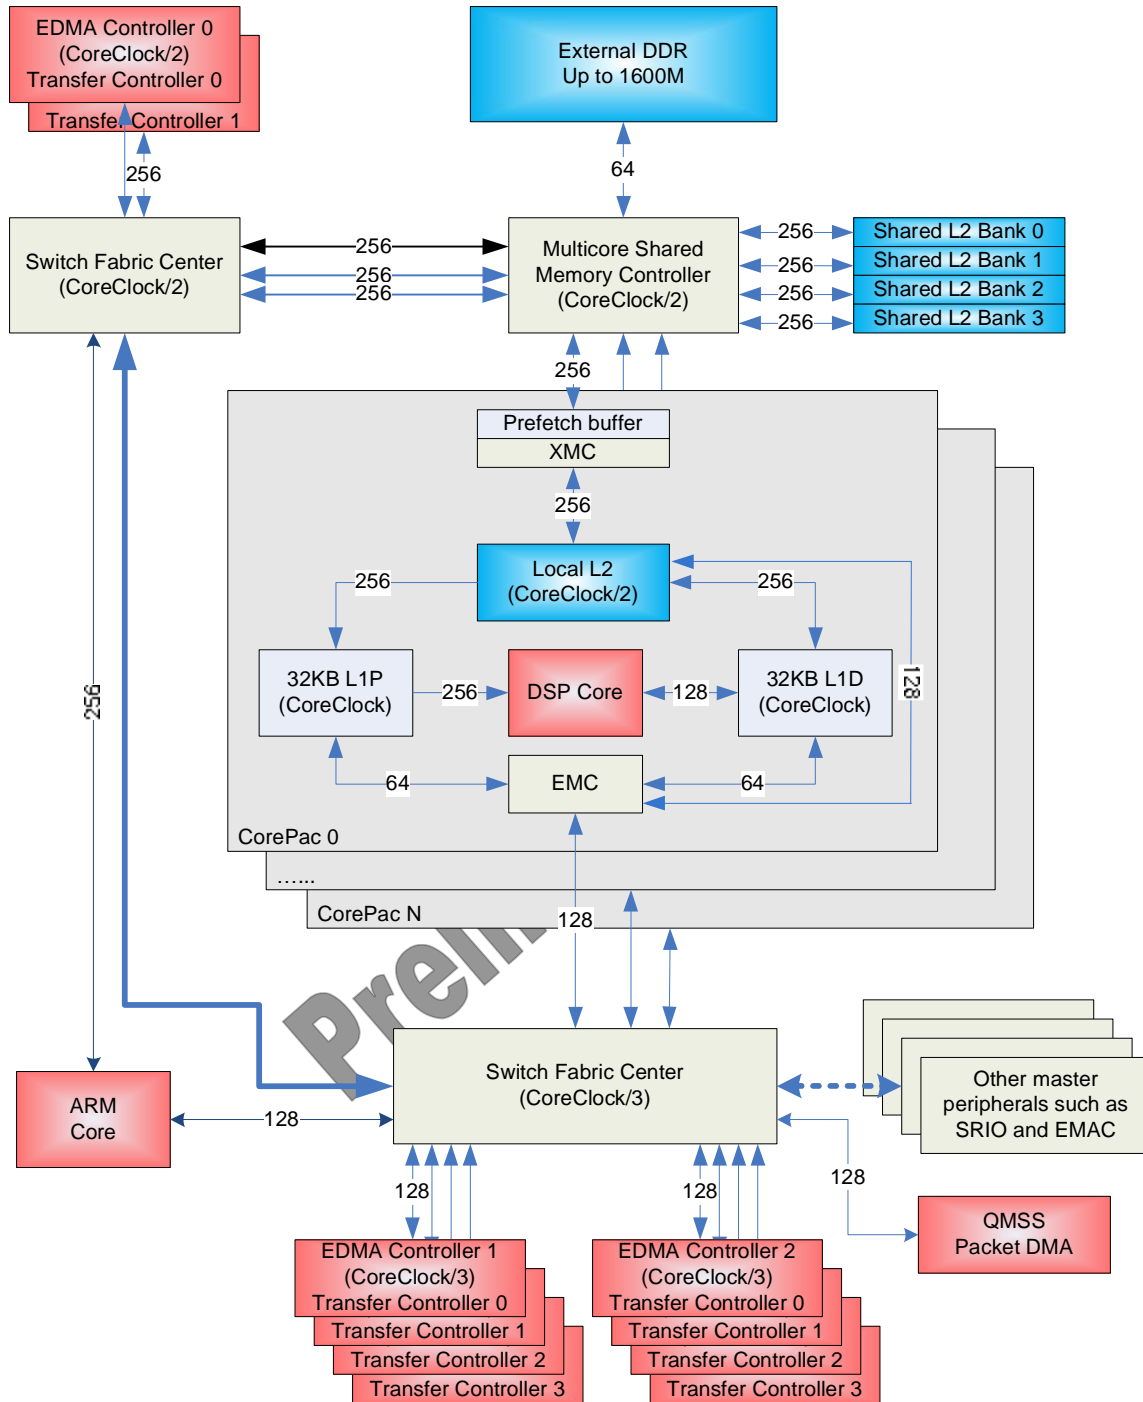 EDMA Controller 0
(CoreClock/2)
Transfer Controller 0
Transfer Controller 1
256
External DDR
Up to 1600M
64
Switch Fabric Center
(CoreClock/2)
256
256
256
Multicore Shared
Memory Controller
(CoreClock/2)
256
256
256
256
Shared L2 Bank 0
Shared L2 Bank 1
Shared L2 Bank 2
Shared L2 Bank 3
256
Prefetch buffer
XMC
256
Local L2
(CoreClock/2)
256
256
32KB L1P
(CoreClock)
256
DSP Core
128
32KB L1D
(CoreClock)
128
256
64
EMC
64
CorePac 0
…...
CorePac N
128
Prelim
Switch Fabric Center
(CoreClock/3)
Other master
peripherals such as
SRIO and EMAC
ARM
Core
128
128
128
128
QMSS
Packet DMA
EDMA Controller 1
(CoreClock/3)
Transfer Controller 0
Transfer Controller 1
Transfer Controller 2
Transfer Controller 3
EDMA Controller 2
(CoreClock/3)
Transfer Controller 0
Transfer Controller 1
Transfer Controller 2
Transfer Controller 3